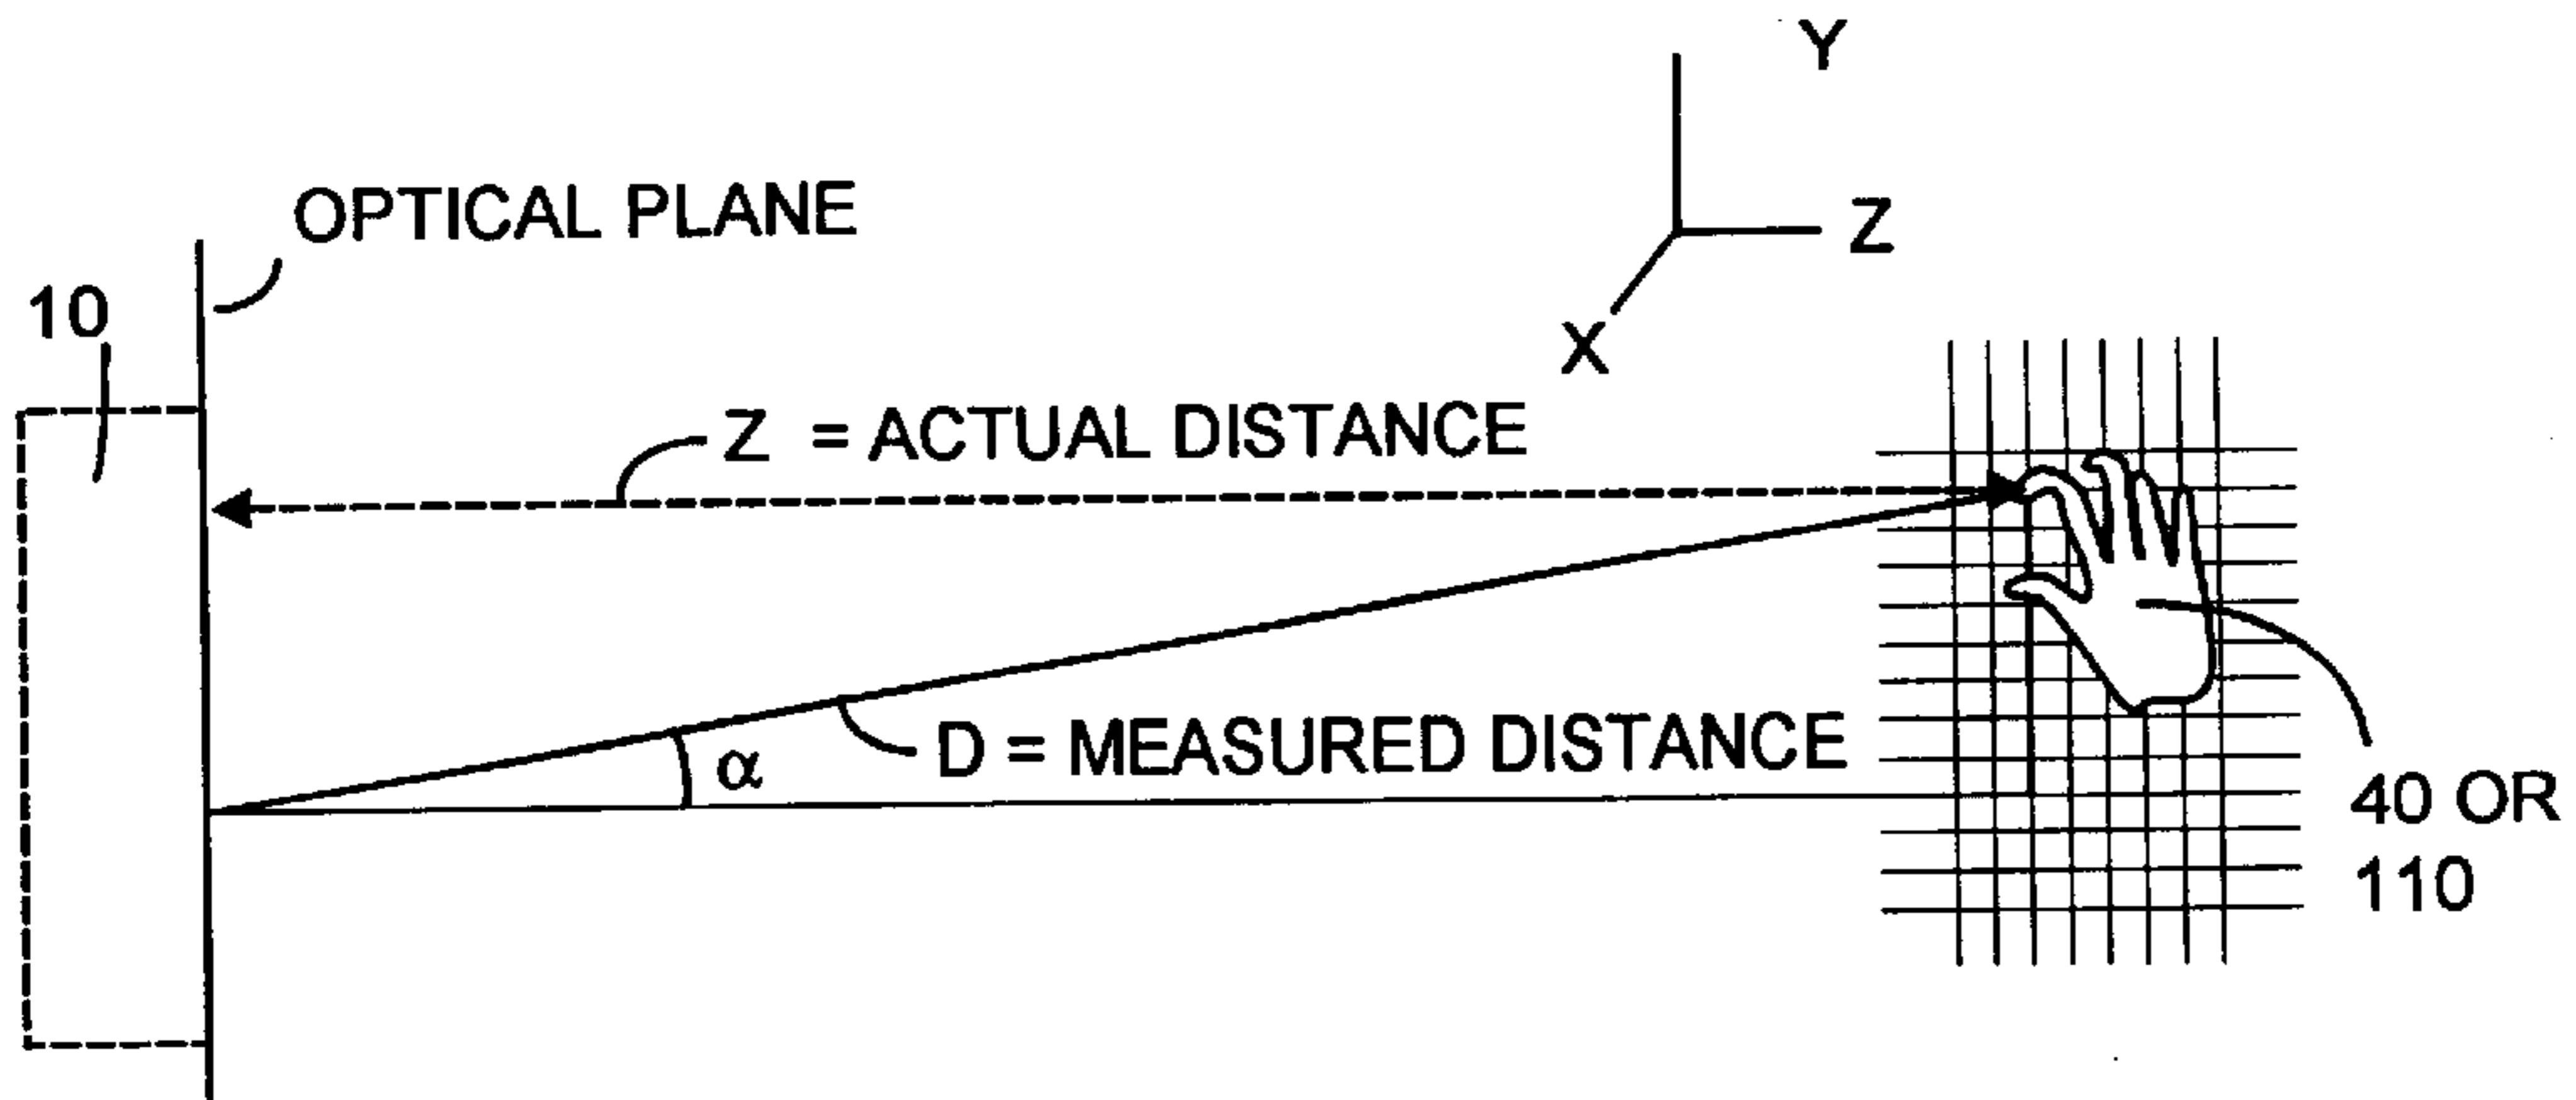 Y
OPTICAL PLANE
Z
10
X
Z = ACTUAL DISTANCE
α
D = MEASURED DISTANCE
40 OR
110